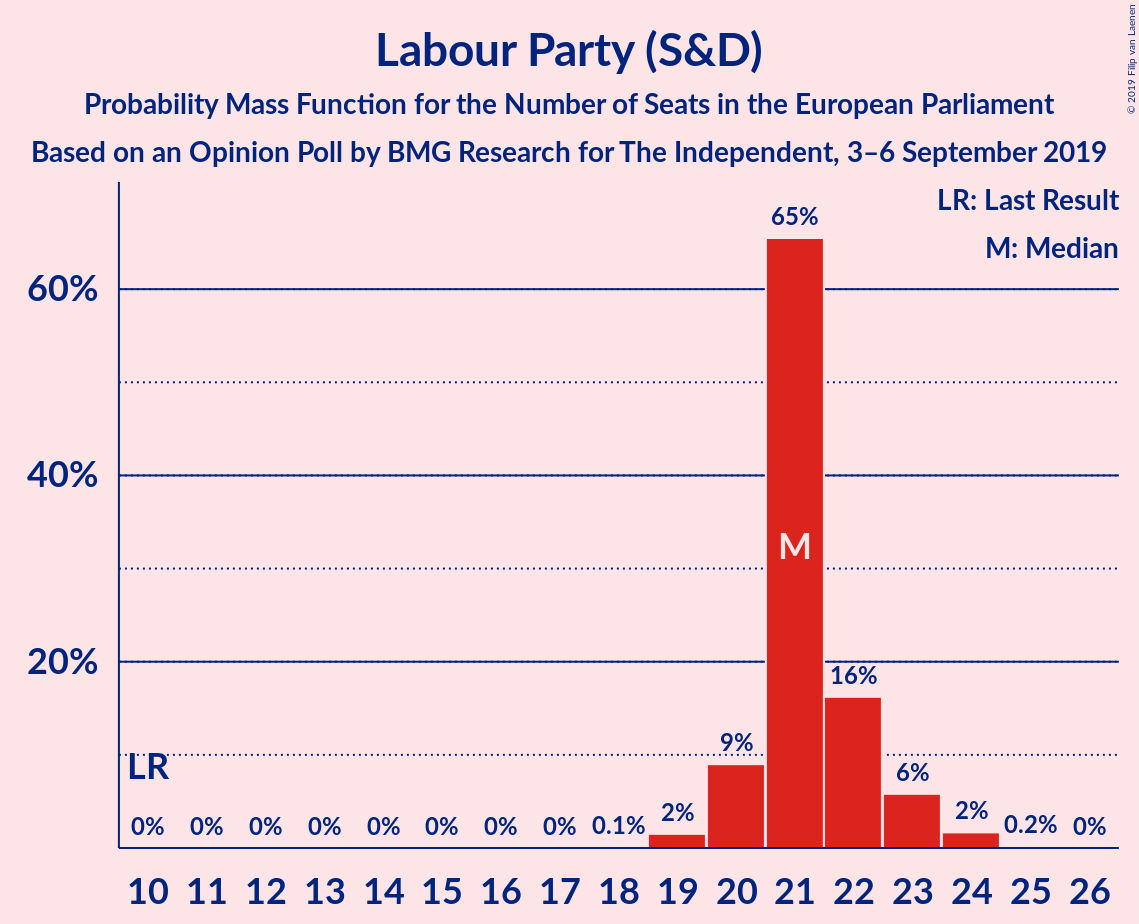 Labour Party (S&D)
Probability Mass Function for the Number of Seats in the European Parliament
Based on an Opinion Poll by BMG Research for The Independent, 3–6 September 2019
© 2019 Filip van Laenen
LR: Last Result
M: Median
65%
60%
40%
M
20%
16%
9%
LR
6%
0% 0% 0% 0% 0% 0% 0% 0% 0.1% 2% 2% 0.2% 0%
10 11 12 13 14 15 16 17 18 19 20 21 22 23 24 25 26